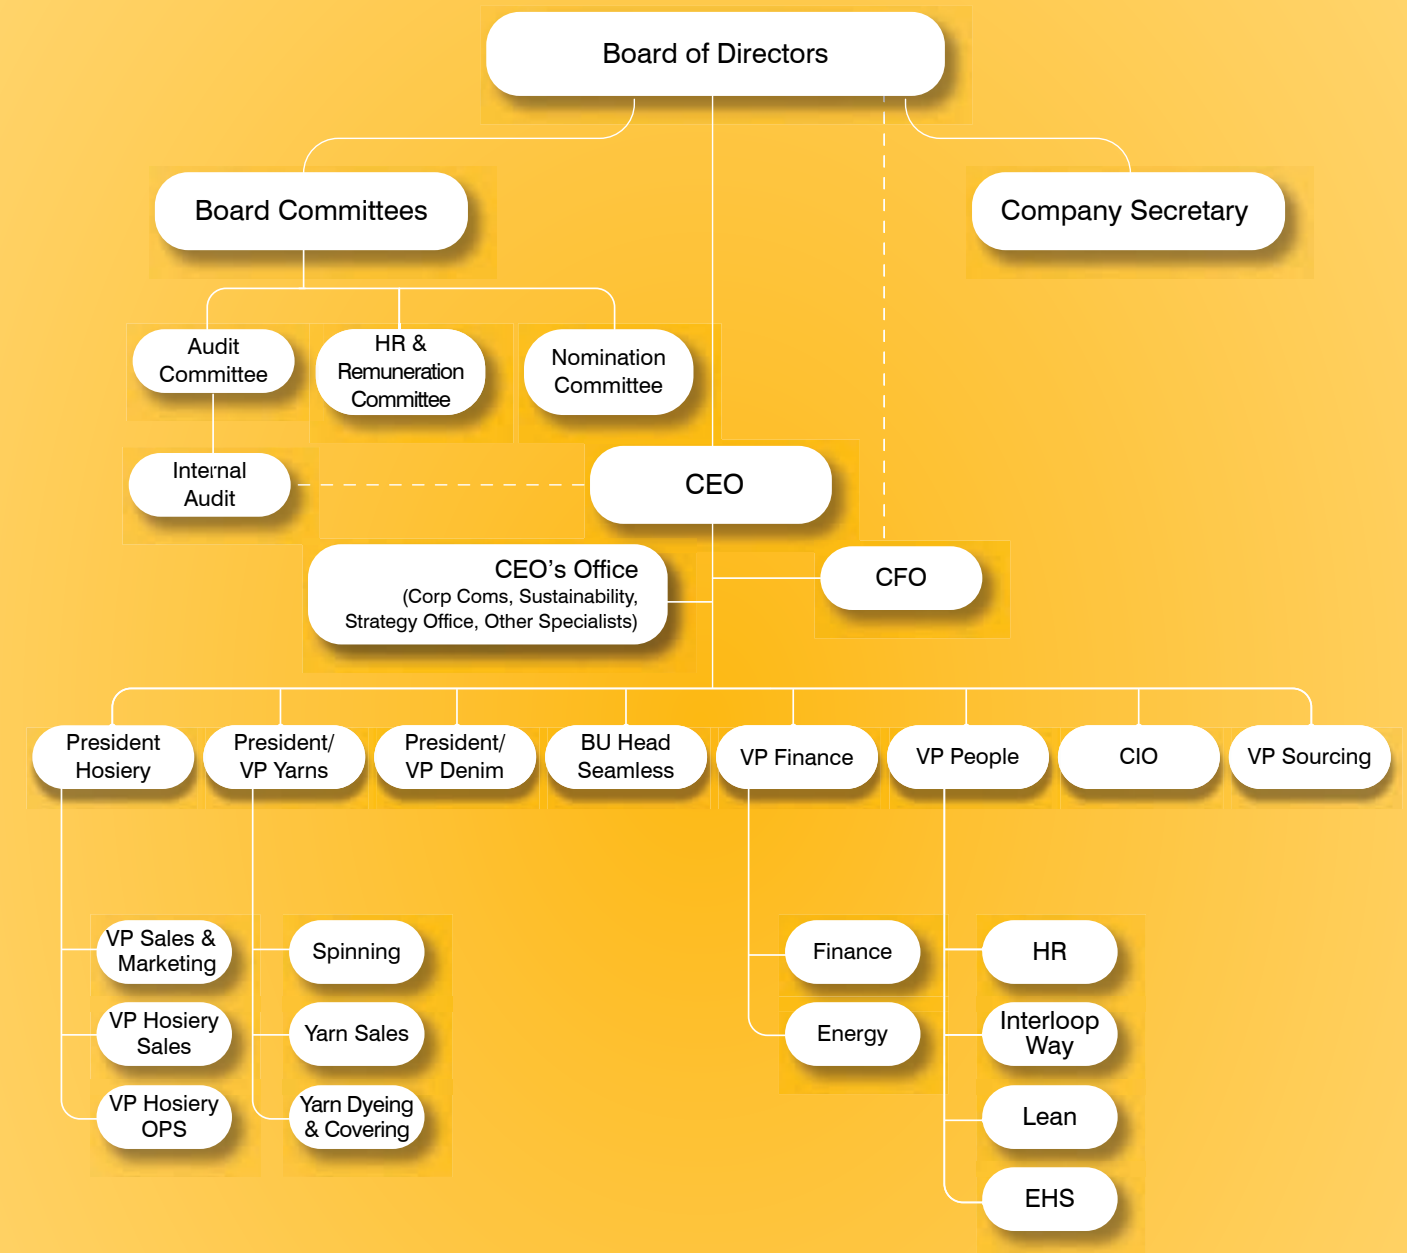 Board of Directors
Board Committees
Company Secretary
Audit
Committee
HR &
Remuneration
Committee
Nomination
Committee
Internal
Audit
CEO
CEO’s Office
(Corp Coms, Sustainability,
Strategy Office, Other Specialists)
CFO
President
Hosiery
President/
VP Yarns
President/
VP Denim
BU Head
Seamless
VP Finance
VP People
CIO
VP Sourcing
VP Sales &
Marketing
VP Hosiery
Sales
VP Hosiery
OPS
Spinning
Yarn Sales
Yarn Dyeing
& Covering
Finance
Energy
HR
Interloop
Way
Lean
EHS